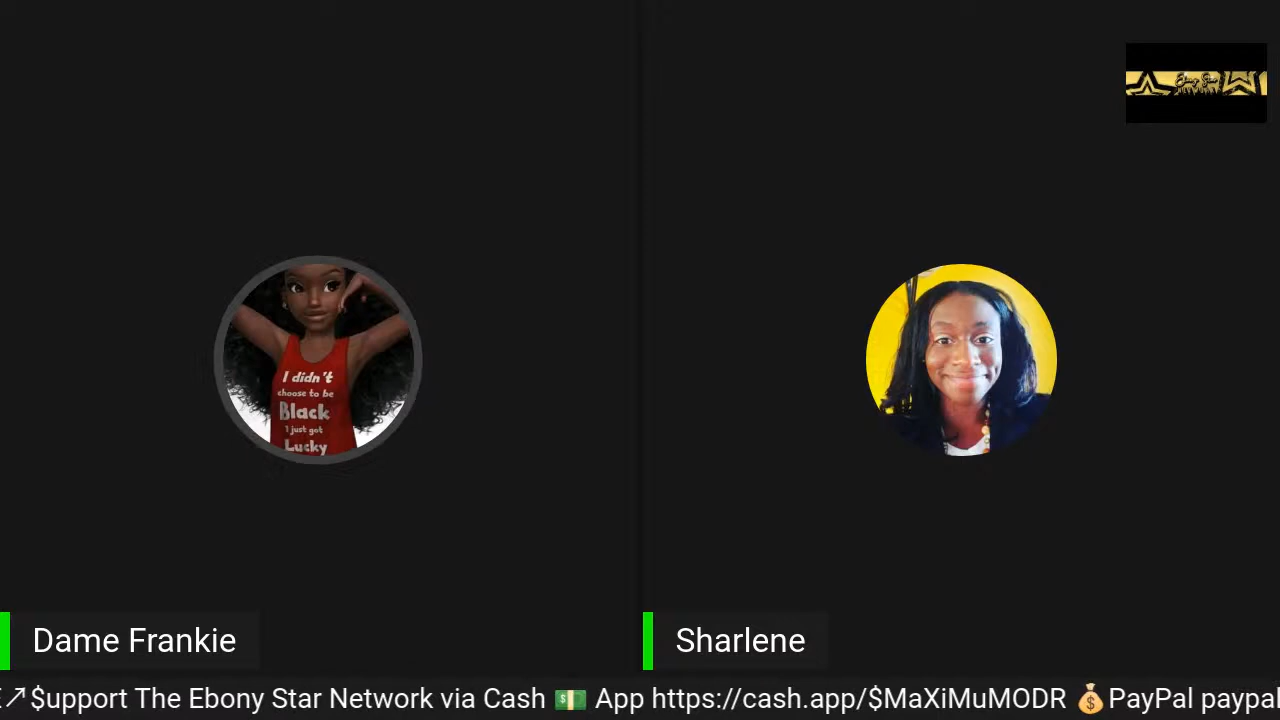 I didn't
choose to be
Black
I just got
Lucky
Dame Frankie
Sharlene
↗$upport The Ebony Star Network via Cash 💵 App https://cash.app/$MaXiMuMODR 💰PayPal paypal